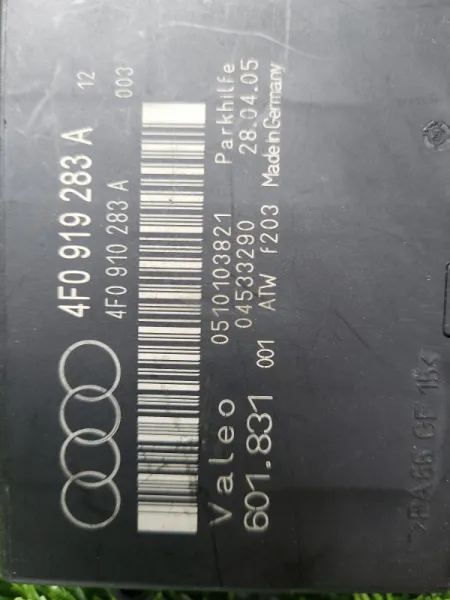 4F0 919 283 A 12
4F0 910 283 A 003
0510103821 Parkhilfe
Valeo 04533290 28.04.05
601.831 001 ATW f203 Made in Germany